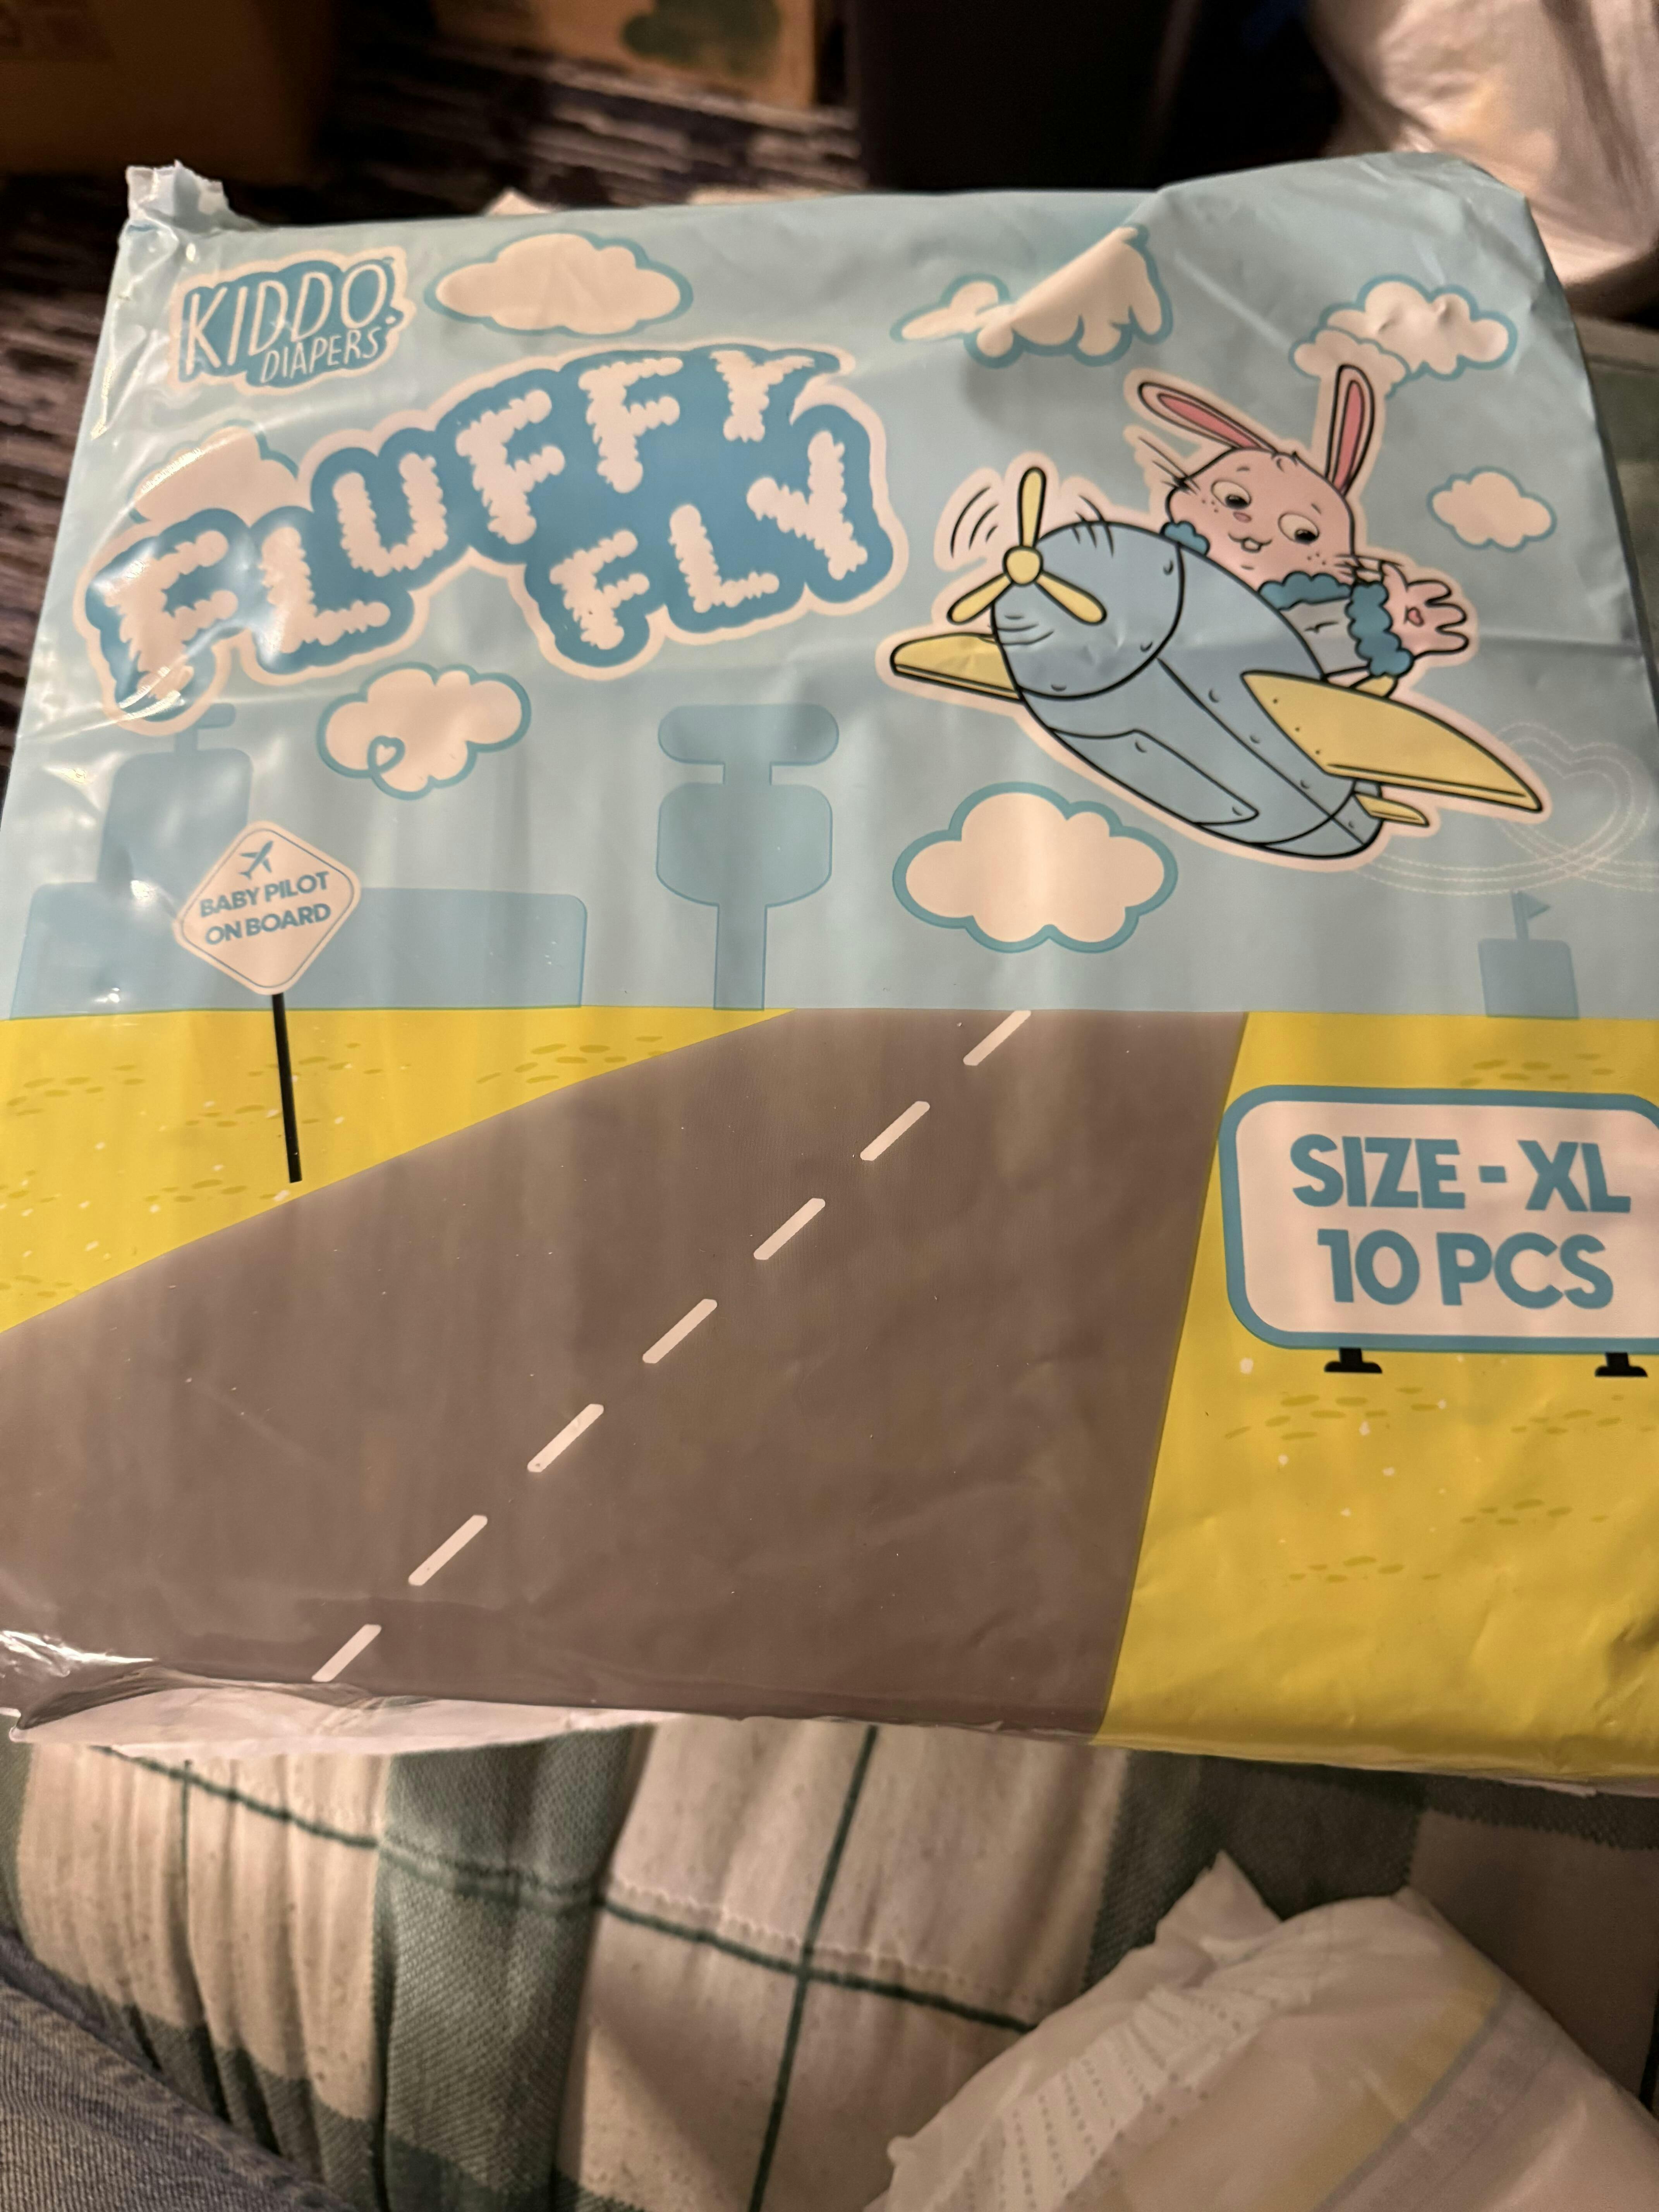 KIDDO
DIAPERS
FLUFFY
FLY
BABY PILOT
ON BOARD
SIZE - XL
10 PCS